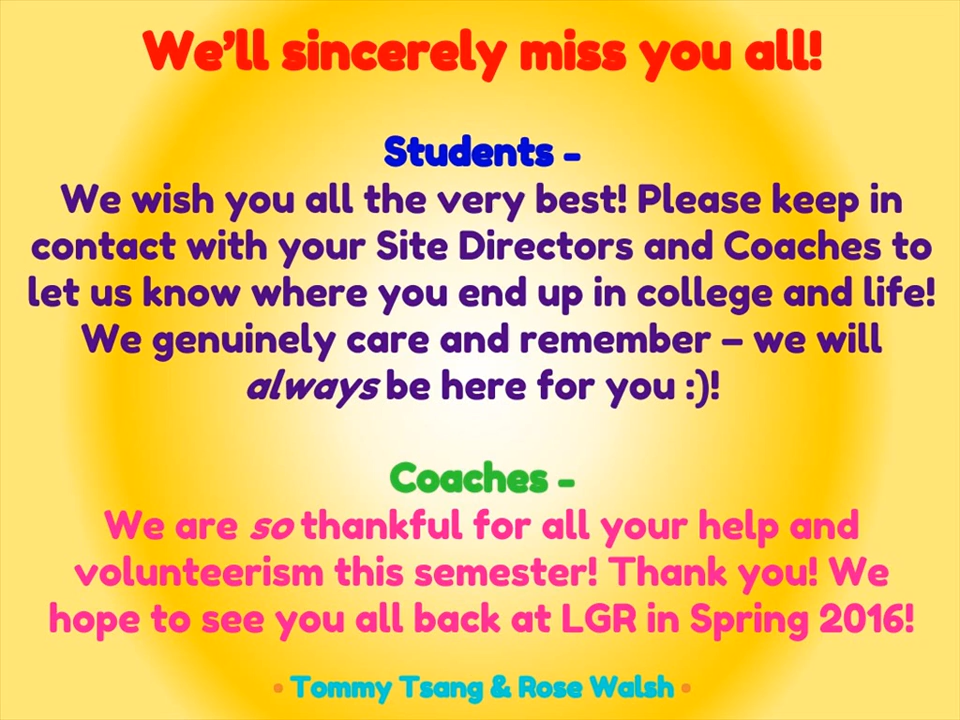 We'll sincerely miss you all!
Students -
We wish you all the very best! Please keep in
contact with your Site Directors and Coaches to
let us know where you end up in college and life!
We genuinely care and remember – we will
always be here for you :)!
Coaches -
We are so thankful for all your help and
volunteerism this semester! Thank you! We
hope to see you all back at LGR in Spring 2016!
• Tommy Tsang & Rose Walsh •